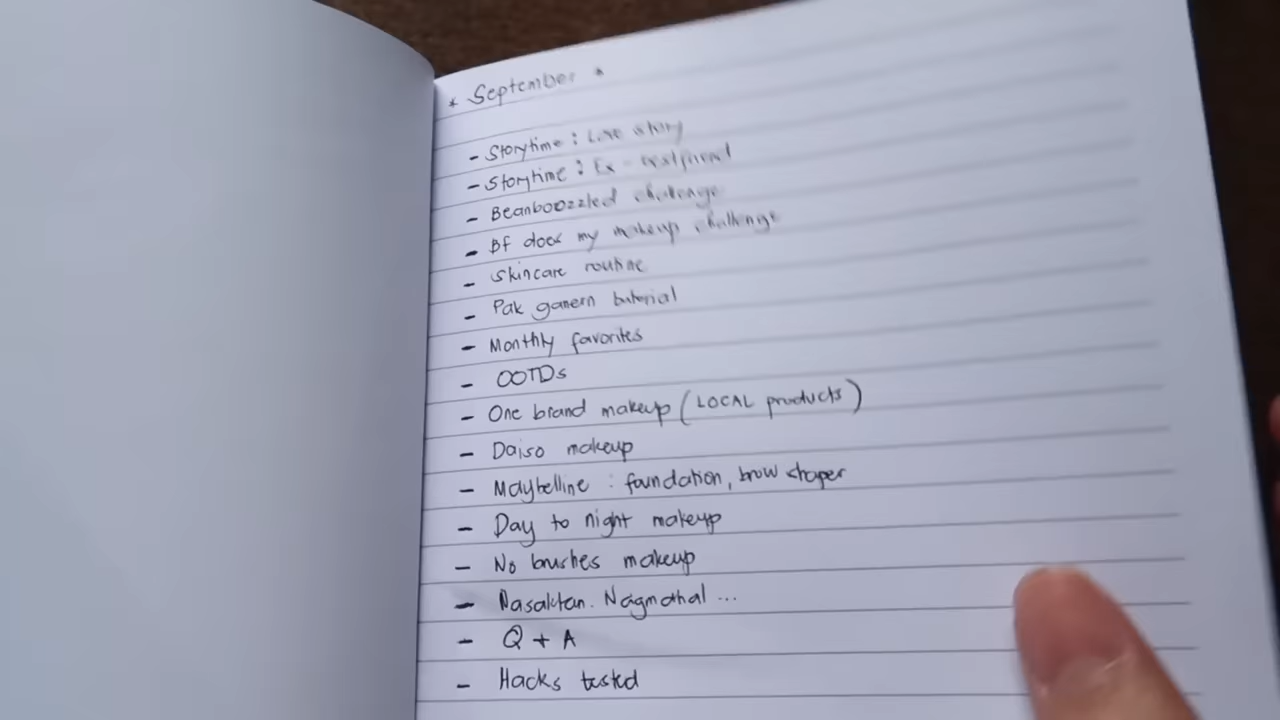 * September *
- Storytime : Love story
- Storytime : Ex-bestfriend
- Beanboozzled challenge
- BF does my makeup challenge
- Skincare routine
- Pak ganern tutorial
- Monthly favorites
- OOTDs
- One brand makeup (LOCAL products)
- Daiso makeup
- Maybelline : foundation, brow shaper
- Day to night makeup
- No brushes makeup
- Nasaktan. Nagmahal ...
- Q + A
- Hacks tested